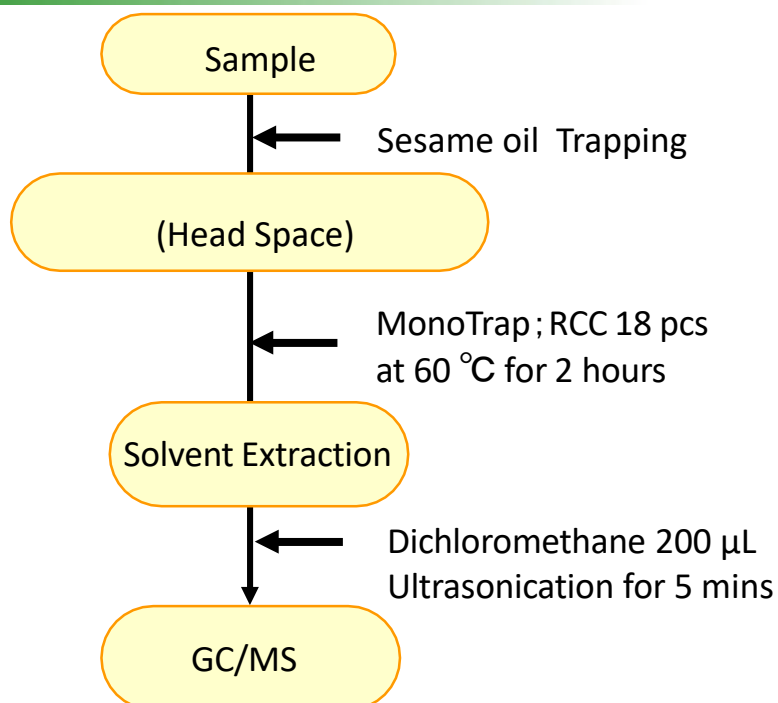 Sample
Sesame oil Trapping
(Head Space)
MonoTrap；RCC 18 pcs
at 60 ℃ for 2 hours
Solvent Extraction
Dichloromethane 200 µL
Ultrasonication for 5 mins
GC/MS